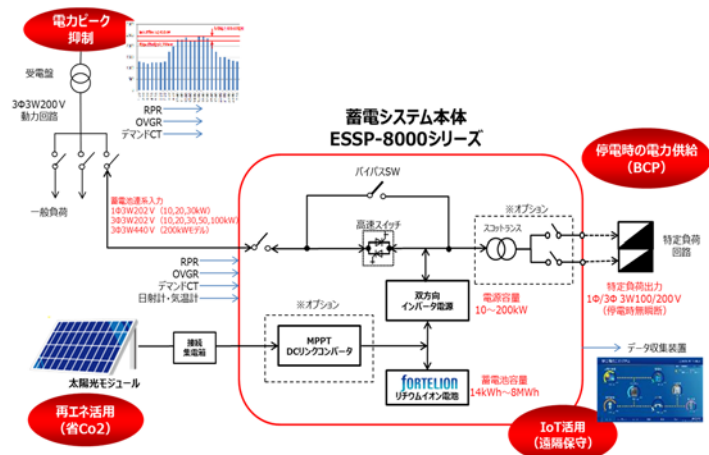 電力ピーク
抑制
受電盤
3Φ3W200V
動力回路
RPR
OVGR
デマンドCT
一般負荷
蓄電池連系入力
1Φ3W202V（10,20,30kW）
3Φ3W202V（10,20,30,50,100kW）
3Φ3W440V（200kWモデル）
RPR
OVGR
デマンドCT
日射計・気温計
蓄電システム本体
ESSP-8000シリーズ
バイパスSW
高速スイッチ
※オプション
スコットトランス
停電時の電力供給
（BCP）
特定負荷
回路
特定負荷出力
1Φ/3Φ 3W100/200V
（停電時無瞬断）
双方向
インバータ電源
電源容量
10～200kW
※オプション
MPPT
DCリンクコンバータ
接続
集電箱
太陽光モジュール
FORTELION
リチウムイオン電池
蓄電池容量
14kWh～8MWh
データ収集装置
再エネ活用
（省Co2）
IoT活用
（遠隔保守）